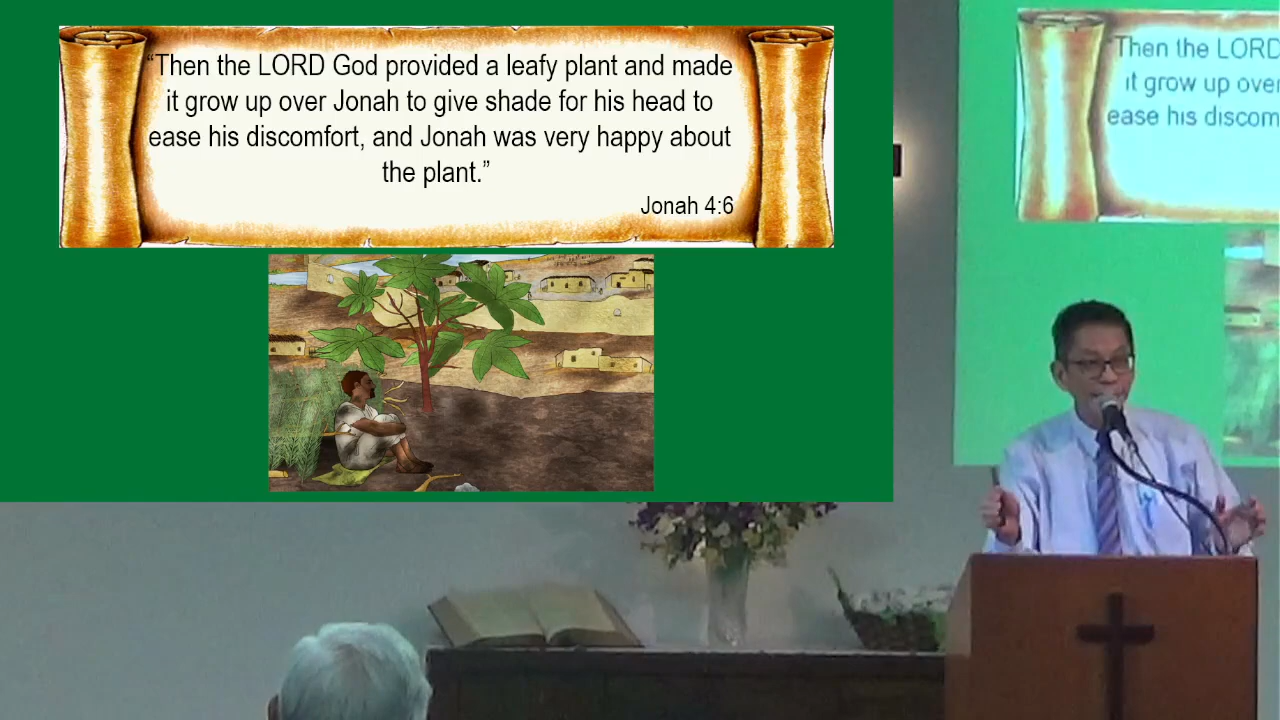 “Then the LORD God provided a leafy plant and made
it grow up over Jonah to give shade for his head to
ease his discomfort, and Jonah was very happy about
the plant.”
Jonah 4:6
Then the LORD
it grow up over
ease his discom